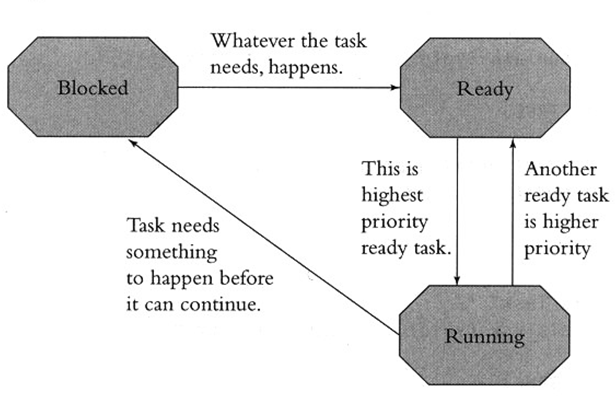 Whatever the task
needs, happens.
Blocked
Ready
This is
highest
priority
ready task.
Another
ready task
is higher
priority
Task needs
something
to happen before
it can continue.
Running